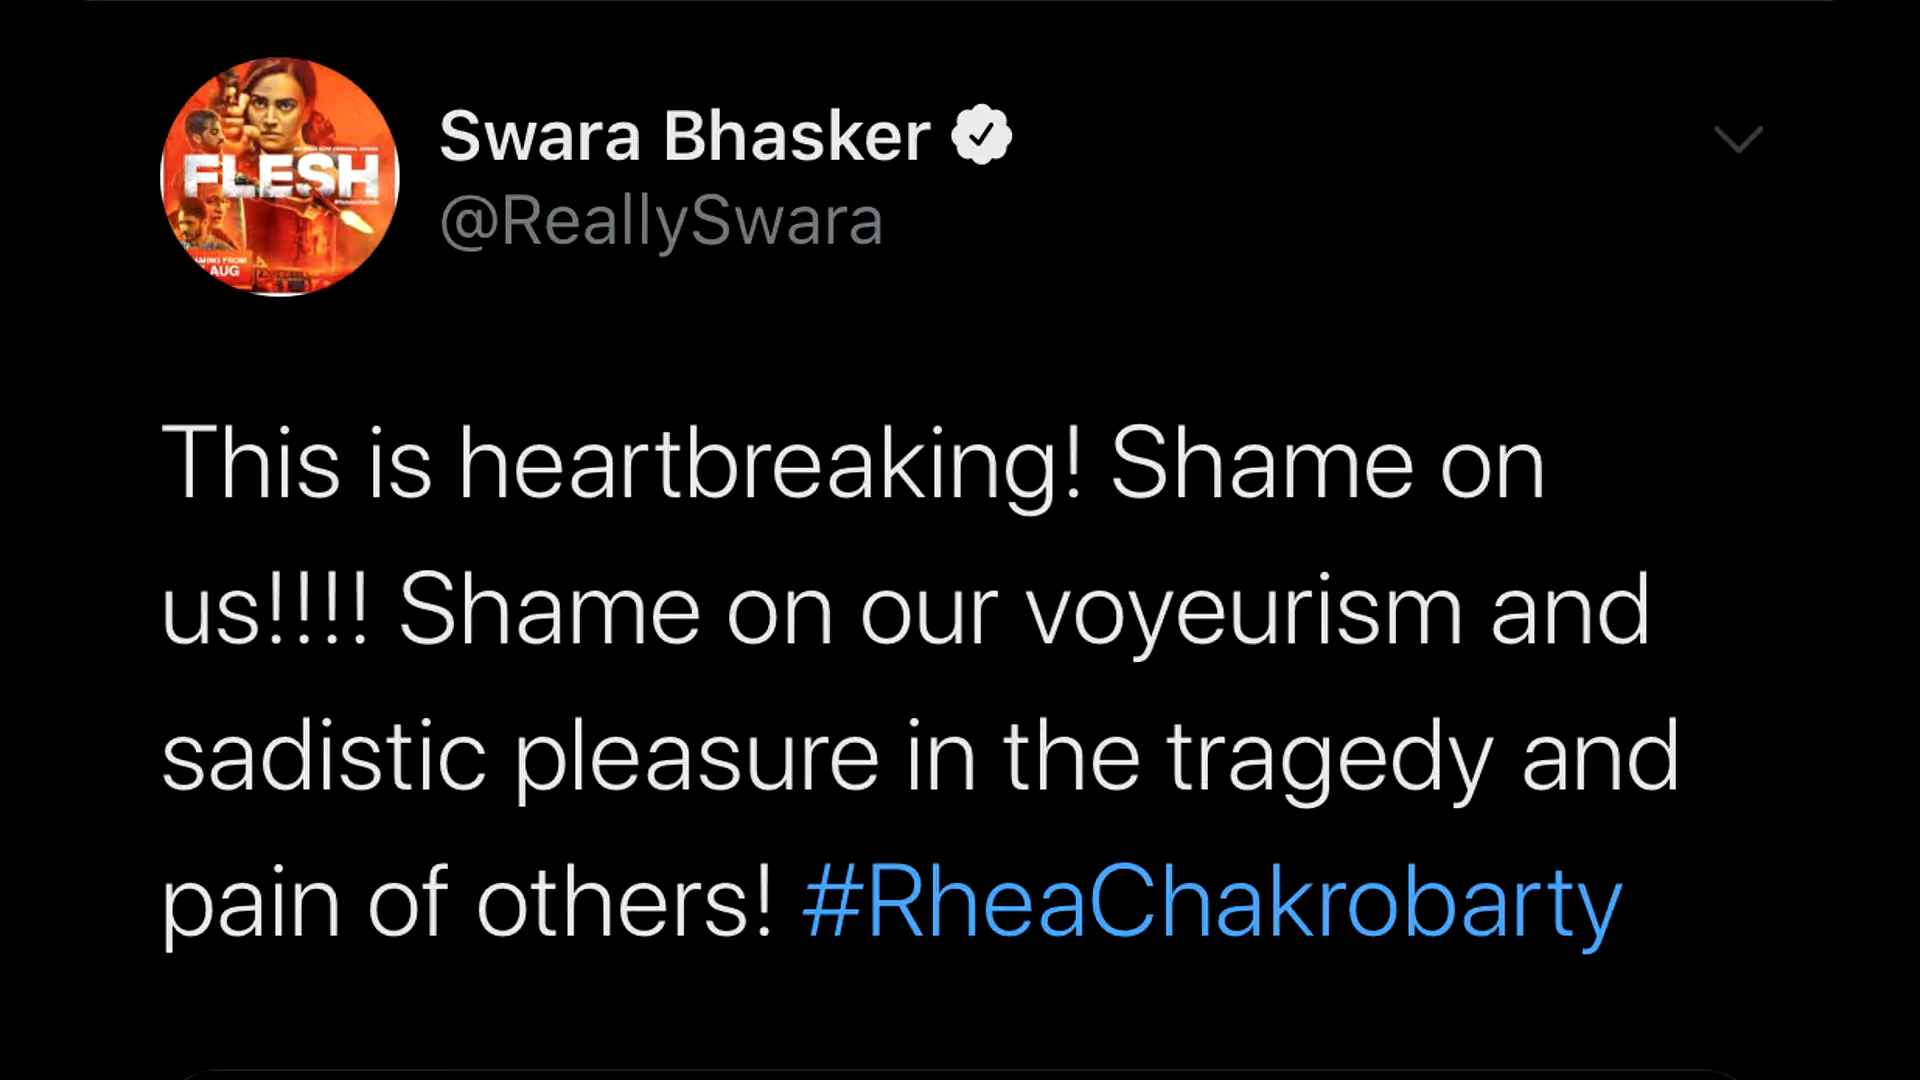 Swara Bhasker
@ReallySwara
FLESH
AUG
This is heartbreaking! Shame on
us!!!! Shame on our voyeurism and
sadistic pleasure in the tragedy and
pain of others! #RheaChakrobarty